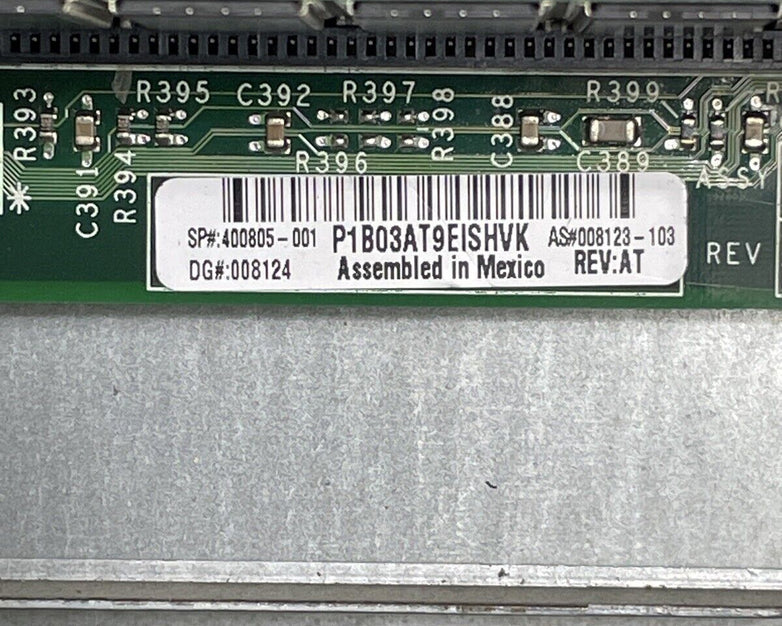 R393
R395
C392
R397
R398
C388
R399
C391
R394
R396
C389
ASS'Y
SP#:400805-001
P1B03AT9EISHVK
AS#008123-103
DG#:008124
Assembled in Mexico
REV:AT
REV